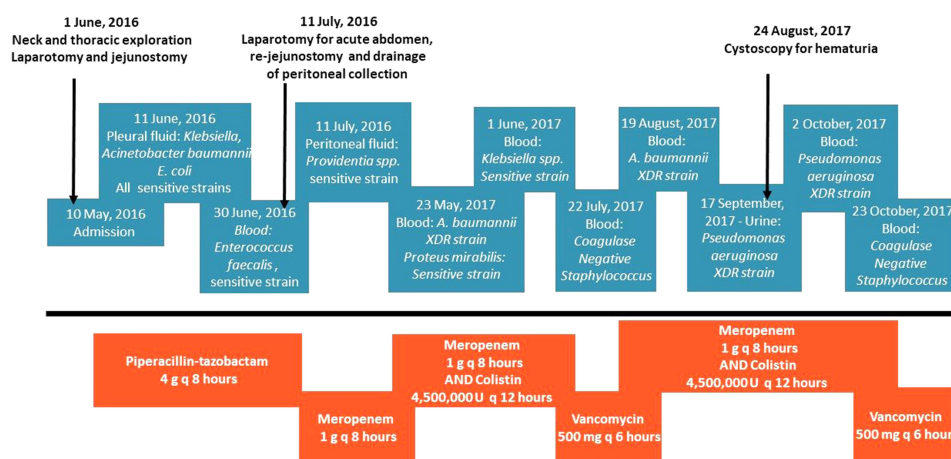 1 June, 2016
Neck and thoracic exploration
Laparotomy and jejunostomy
11 July, 2016
Laparotomy for acute abdomen,
re-jejunostomy and drainage
of peritoneal collection
24 August, 2017
Cystoscopy for hematuria
10 May, 2016
Admission
11 June, 2016
Pleural fluid: Klebsiella,
Acinetobacter baumannii
E. coli
All sensitive strains
30 June, 2016
Blood:
Enterococcus
faecalis ,
sensitive strain
11 July, 2016
Peritoneal fluid:
Providentia spp.
sensitive strain
23 May, 2017
Blood: A. baumannii
XDR strain
Proteus mirabilis:
Sensitive strain
1 June, 2017
Blood:
Klebsiella spp.
Sensitive strain
22 July, 2017
Blood:
Coagulase
Negative
Staphylococcus
19 August, 2017
Blood:
A. baumannii
XDR strain
17 September,
2017 - Urine:
Pseudomonas
aeruginosa
XDR strain
2 October, 2017
Blood:
Pseudomonas
aeruginosa
XDR strain
23 October, 2017
Blood:
Coagulase
Negative
Staphylococcus
Piperacillin-tazobactam
4 g q 8 hours
Meropenem
1 g q 8 hours
Meropenem
1 g q 8 hours
AND Colistin
4,500,000 U q 12 hours
Vancomycin
500 mg q 6 hours
Meropenem
1 g q 8 hours
AND Colistin
4,500,000 U q 12 hours
Vancomycin
500 mg q 6 hour